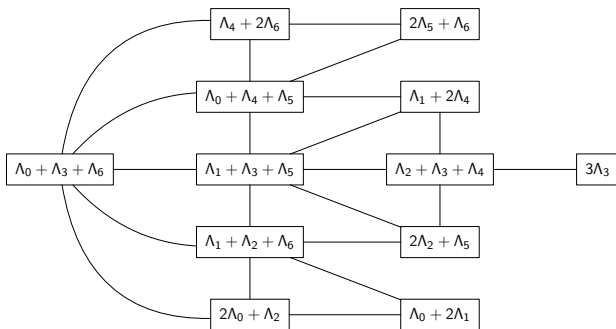 Λ₄ + 2Λ₆ 2Λ₅ + Λ₆
Λ₀ + Λ₄ + Λ₅ Λ₁ + 2Λ₄
Λ₀ + Λ₃ + Λ₆ Λ₁ + Λ₃ + Λ₅ Λ₂ + Λ₃ + Λ₄ 3Λ₃
Λ₁ + Λ₂ + Λ₆ 2Λ₂ + Λ₅
2Λ₀ + Λ₂ Λ₀ + 2Λ₁